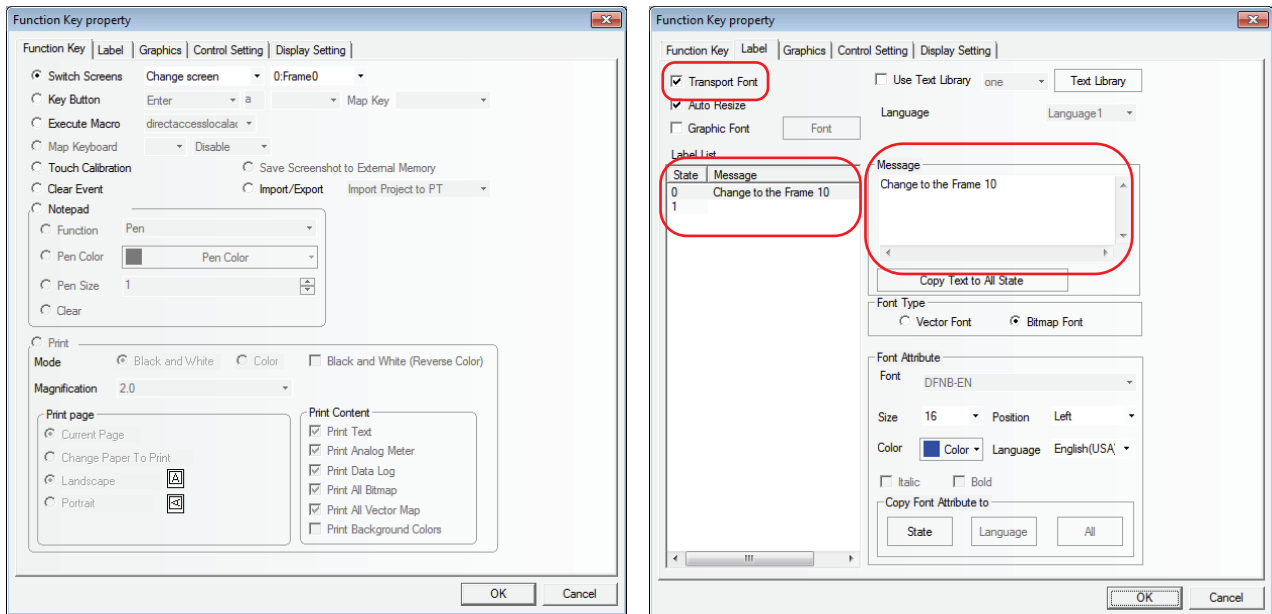 Function Key property
Function Key Label Graphics Control Setting Display Setting
Switch Screens Change screen 0:Frame0
Key Button Enter a Map Key
Execute Macro directaccesslocalac
Map Keyboard Disable
Touch Calibration Save Screenshot to External Memory
Clear Event Import/Export Import Project to PT
Notepad
Function Pen
Pen Color Pen Color
Pen Size 1
Clear
Print
Mode Black and White Color Black and White (Reverse Color)
Magnification 2.0
Print page
Current Page
Change Paper To Print
Landscape A
Portrait A
Print Content
Print Text
Print Analog Meter
Print Data Log
Print All Bitmap
Print All Vector Map
Print Background Colors
OK Cancel
Function Key property
Function Key Label Graphics Control Setting Display Setting
Transport Font
Auto Resize
Graphic Font Font
Use Text Library one Text Library
Language Language1
Label List
State Message
0 Change to the Frame 10
1
Message
Change to the Frame 10
Copy Text to All State
Font Type
Vector Font Bitmap Font
Font Attribute
Font DFNB-EN
Size 16 Position Left
Color Color Language English(USA)
Italic Bold
Copy Font Attribute to
State Language All
OK Cancel